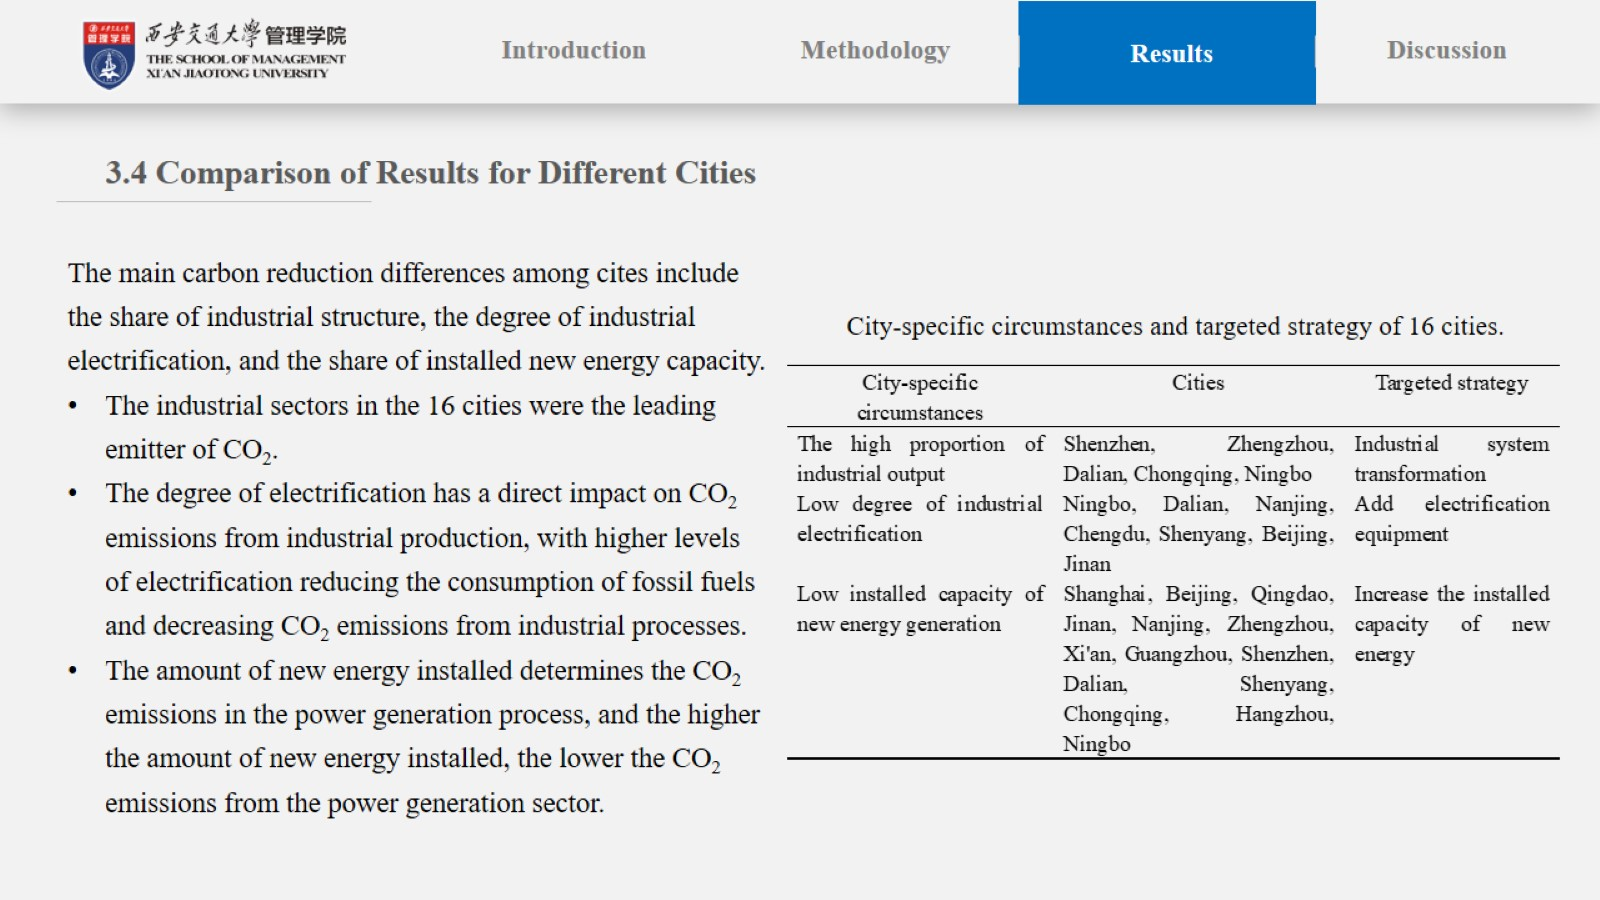 西安交通大学管理学院
THE SCHOOL OF MANAGEMENT
XI'AN JIAOTONG UNIVERSITY
Introduction
Methodology
Results
Discussion
3.4 Comparison of Results for Different Cities
The main carbon reduction differences among cites include
the share of industrial structure, the degree of industrial
electrification, and the share of installed new energy capacity.
• The industrial sectors in the 16 cities were the leading
emitter of CO₂.
• The degree of electrification has a direct impact on CO₂
emissions from industrial production, with higher levels
of electrification reducing the consumption of fossil fuels
and decreasing CO₂ emissions from industrial processes.
• The amount of new energy installed determines the CO₂
emissions in the power generation process, and the higher
the amount of new energy installed, the lower the CO₂
emissions from the power generation sector.
City-specific circumstances and targeted strategy of 16 cities.
City-specific
circumstances
Cities
Targeted strategy
The high proportion of
industrial output
Shenzhen, Zhengzhou,
Dalian, Chongqing, Ningbo
Industrial system
transformation
Low degree of industrial
electrification
Ningbo, Dalian, Nanjing,
Chengdu, Shenyang, Beijing,
Jinan
Add electrification
equipment
Low installed capacity of
new energy generation
Shanghai, Beijing, Qingdao,
Jinan, Nanjing, Zhengzhou,
Xi'an, Guangzhou, Shenzhen,
Dalian, Shenyang,
Chongqing, Hangzhou,
Ningbo
Increase the installed
capacity of new
energy